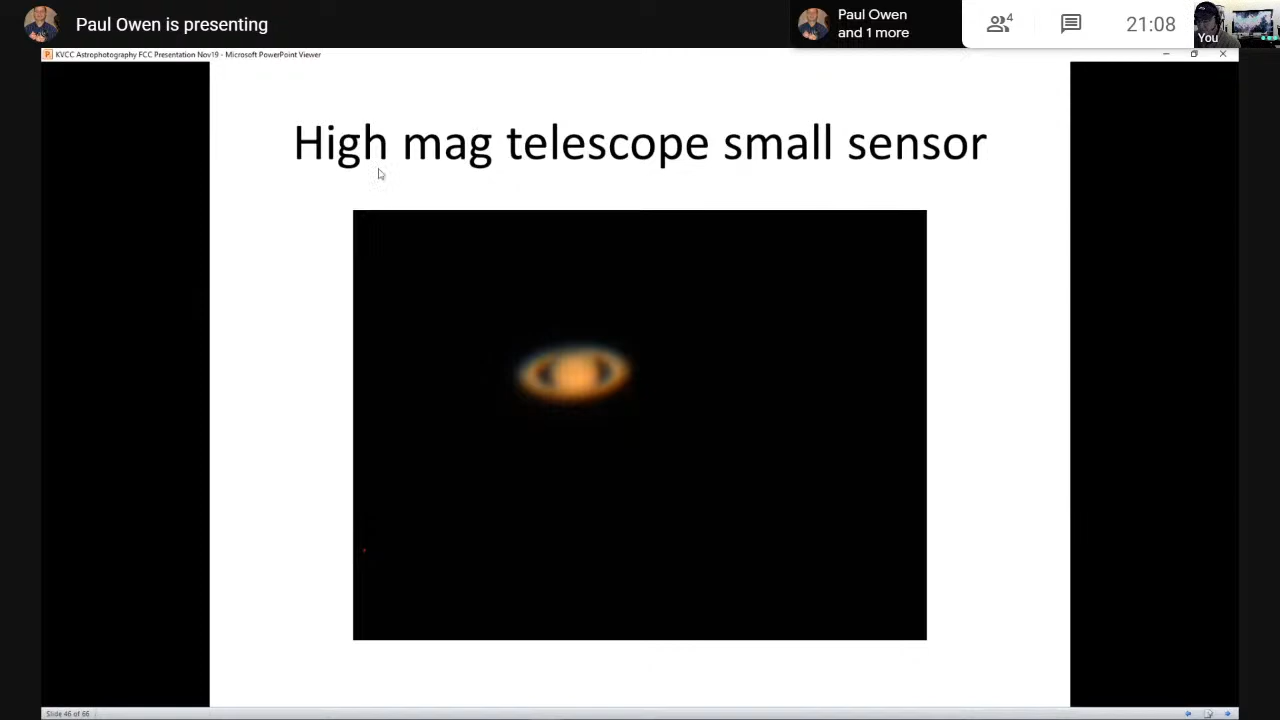 Paul Owen is presenting
Paul Owen
and 1 more
4
21:08
You
KVCC Astrophotography FCC Presentation Nov19 - Microsoft PowerPoint Viewer
High mag telescope small sensor
Slide 46 of 66